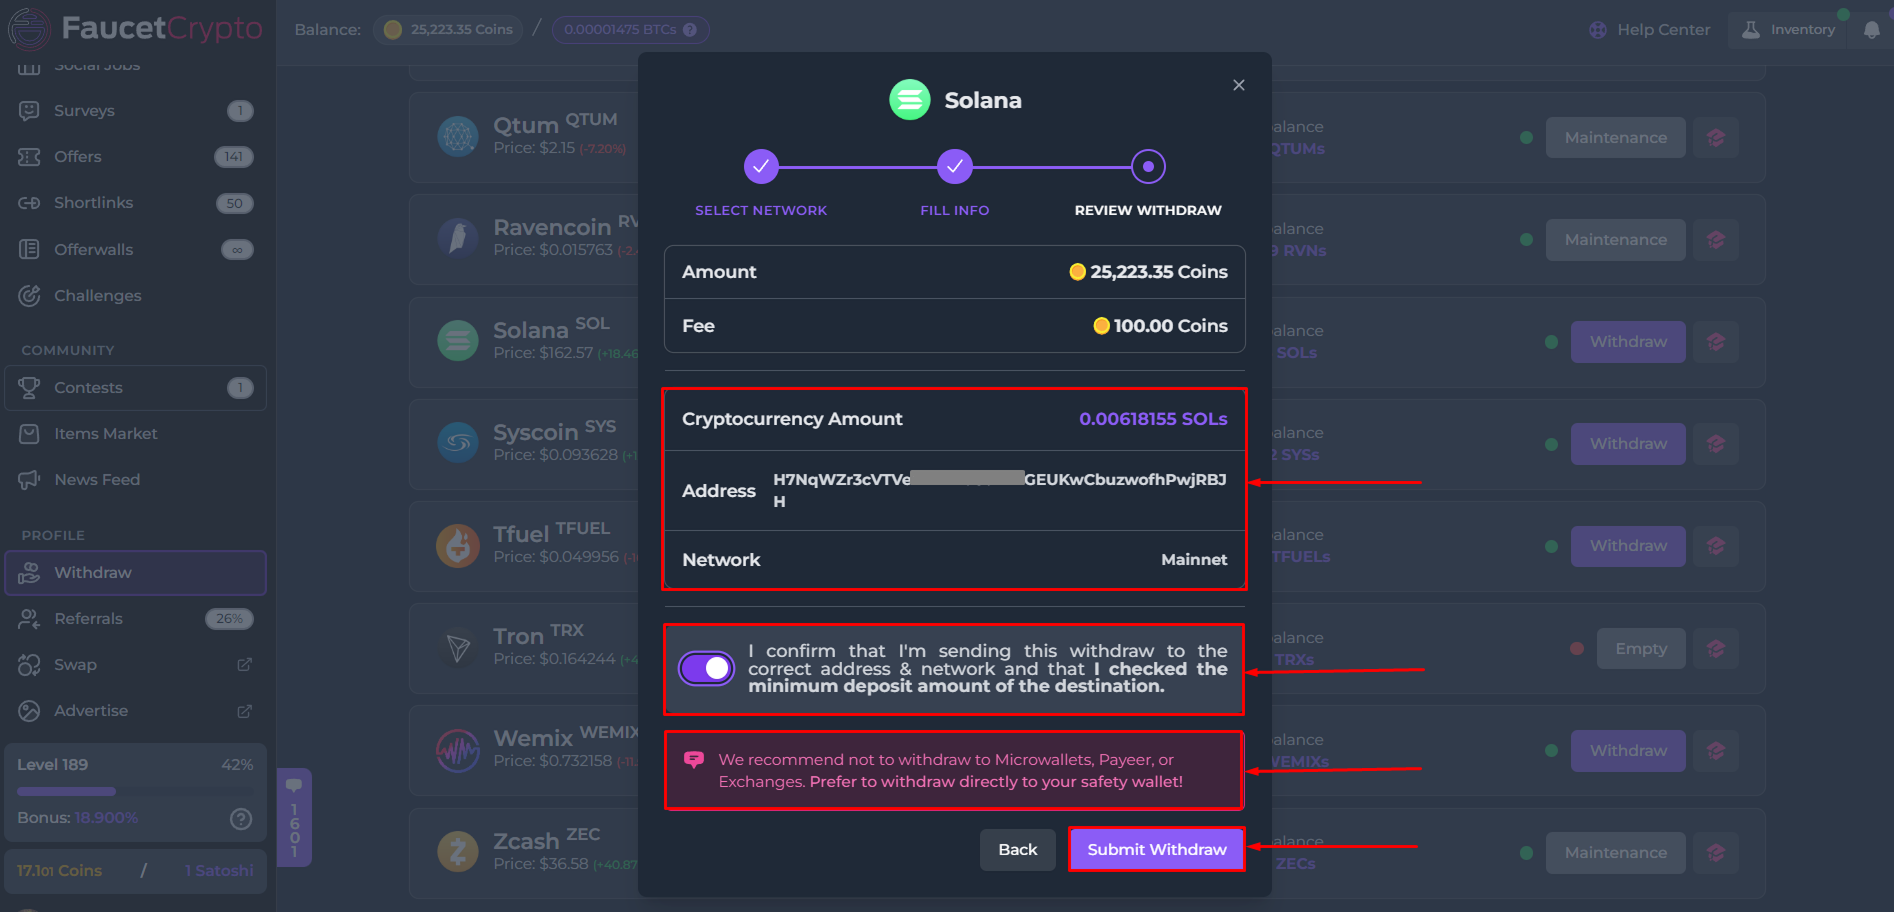 FaucetCrypto
Balance:
25,223.35 Coins
/
0.00001475 BTCs ?
Help Center
Inventory
Social Jobs
Surveys
1
Offers
141
Shortlinks
50
Offerwalls
∞
Challenges
COMMUNITY
Contests
1
Items Market
News Feed
PROFILE
Withdraw
Referrals
26%
Swap
Advertise
Level 189
42%
Bonus: 18.900%
?
17.101 Coins / 1 Satoshi
1601
Qtum QTUM
Price: $2.15 (-7.20%)
alance
QTUMs
Maintenance
Ravencoin RV
Price: $0.015763 (-2.
alance
9 RVNs
Maintenance
Solana SOL
Price: $162.57 (+18.46
alance
SOLs
Withdraw
Syscoin SYS
Price: $0.093628 (+1
alance
2 SYSs
Withdraw
Tfuel TFUEL
Price: $0.049956
alance
TFUELs
Withdraw
Tron TRX
Price: $0.164244 (+4
alance
TRXs
Empty
Wemix WEMIX
Price: $0.732158 (-11.
alance
WEMIXs
Withdraw
Zcash ZEC
Price: $36.58 (+40.87
alance
ZECs
Maintenance
Solana
SELECT NETWORK
FILL INFO
REVIEW WITHDRAW
Amount
25,223.35 Coins
Fee
100.00 Coins
Cryptocurrency Amount
0.00618155 SOLs
Address
H7NqWZr3cVTVe
GEUKwCbuzwofhPwjRBJ
H
Network
Mainnet
I confirm that I'm sending this withdraw to the
correct address & network and that I checked the
minimum deposit amount of the destination.
We recommend not to withdraw to Microwallets, Payeer, or
Exchanges. Prefer to withdraw directly to your safety wallet!
Back
Submit Withdraw